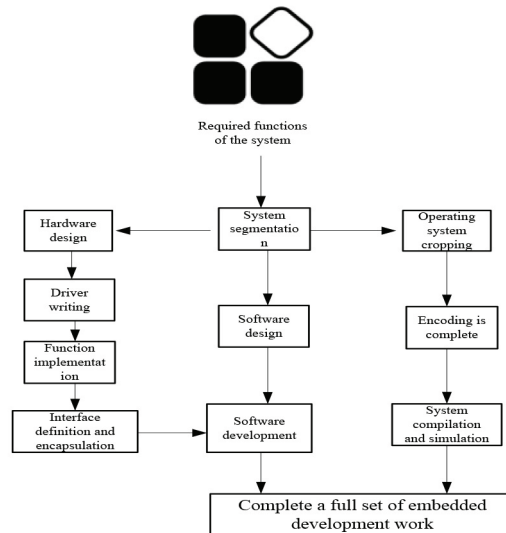 Required functions
of the system
Hardware
design
System
segmentatio
n
Operating
system
cropping
Driver
writing
Software
design
Encoding is
complete
Function
implementat
ion
Interface
definition and
encapsulation
Software
development
System
compilation
and simulation
Complete a full set of embedded
development work